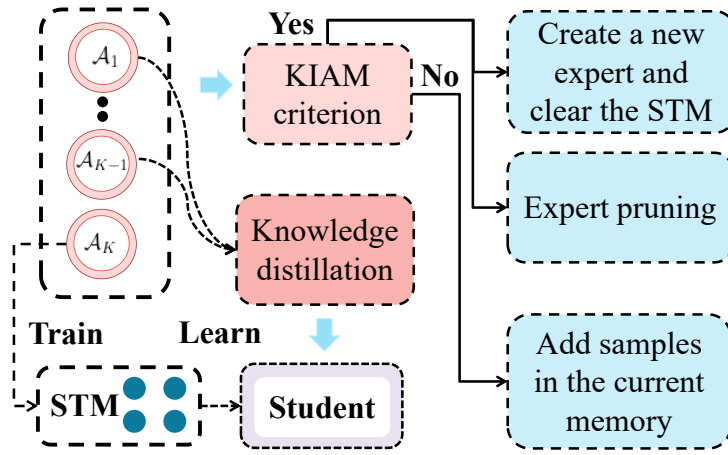 𝒜₁
𝒜ₖ₋₁
𝒜ₖ
Train
STM
Yes
KIAM
criterion
No
Knowledge
distillation
Learn
Student
Create a new
expert and
clear the STM
Expert pruning
Add samples
in the current
memory